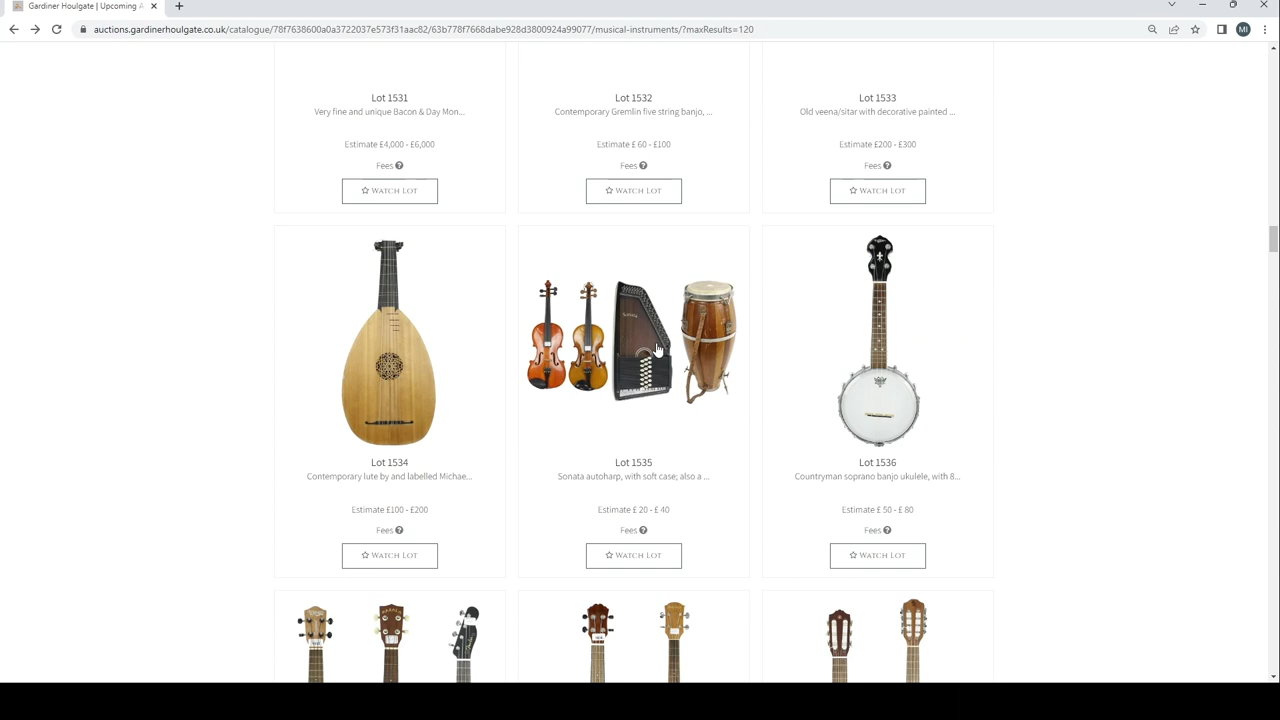 Gardiner Houlgate | Upcoming A
auctions.gardinerhoulgate.co.uk/catalogue/78f7638600a0a3722037e573f31aac82/63b778f7668dabe928d3800924a99077/musical-instruments/?maxResults=120
MI
Lot 1531
Very fine and unique Bacon & Day Mon...
Estimate £4,000 - £6,000
Fees
WATCH LOT
Lot 1532
Contemporary Gremlin five string banjo, ...
Estimate £ 60 - £100
Fees
WATCH LOT
Lot 1533
Old veena/sitar with decorative painted ...
Estimate £200 - £300
Fees
WATCH LOT
Lot 1534
Contemporary lute by and labelled Michae...
Estimate £100 - £200
Fees
WATCH LOT
Lot 1535
Sonata autoharp, with soft case; also a ...
Estimate £ 20 - £ 40
Fees
WATCH LOT
Lot 1536
Countryman soprano banjo ukulele, with 8...
Estimate £ 50 - £ 80
Fees
WATCH LOT